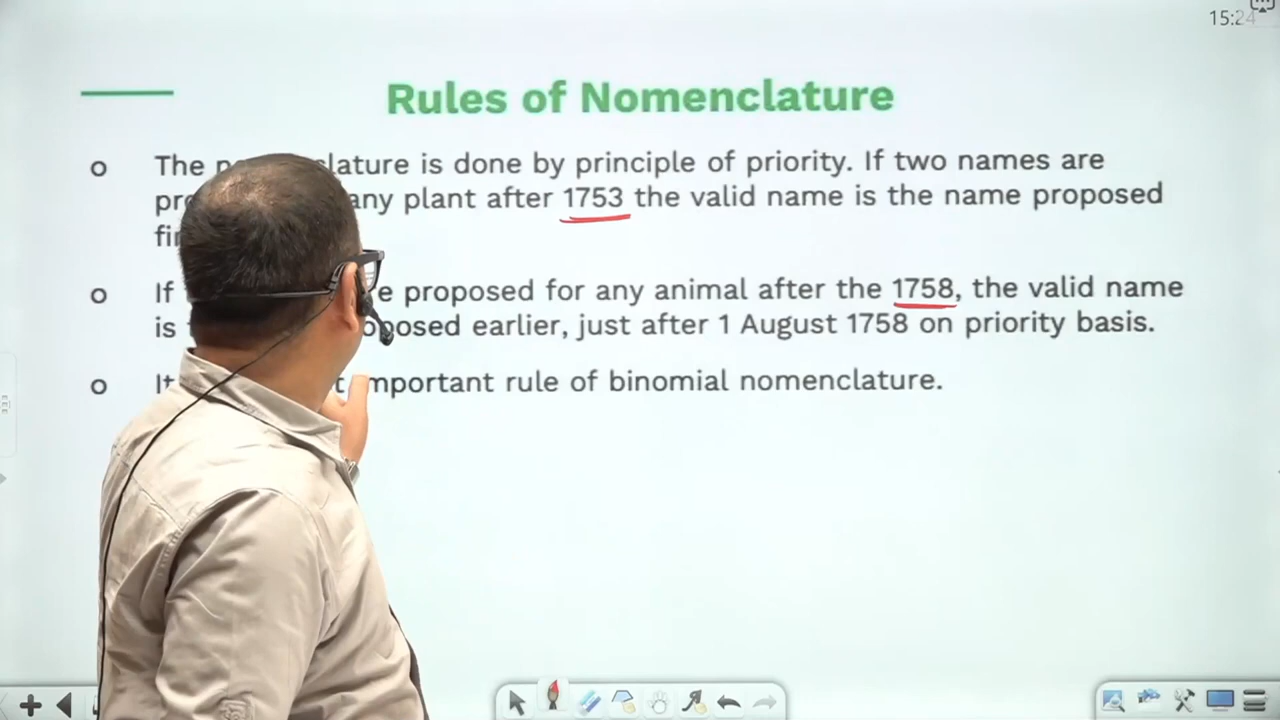 15:24
Rules of Nomenclature
The lature is done by principle of priority. If two names are
any plant after 1753 the valid name is the name proposed
If e proposed for any animal after the 1758, the valid name
is posed earlier, just after 1 August 1758 on priority basis.
It important rule of binomial nomenclature.